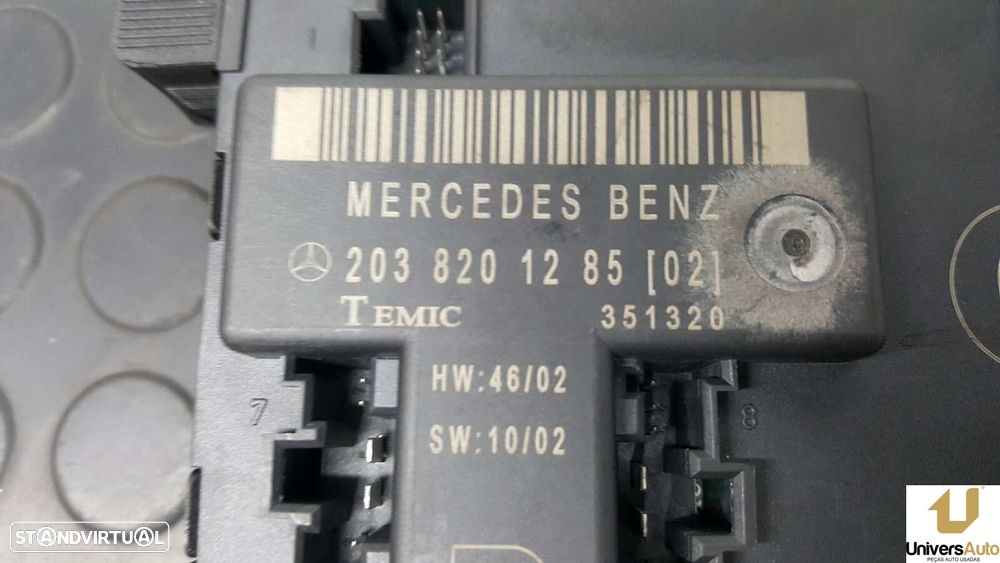 MERCEDES BENZ
203 820 12 85 [02]
TEMIC 351320
HW:46/02
SW:10/02
7
8
STANDVIRTUAL
UniversAuto
PEÇAS AUTO USADAS